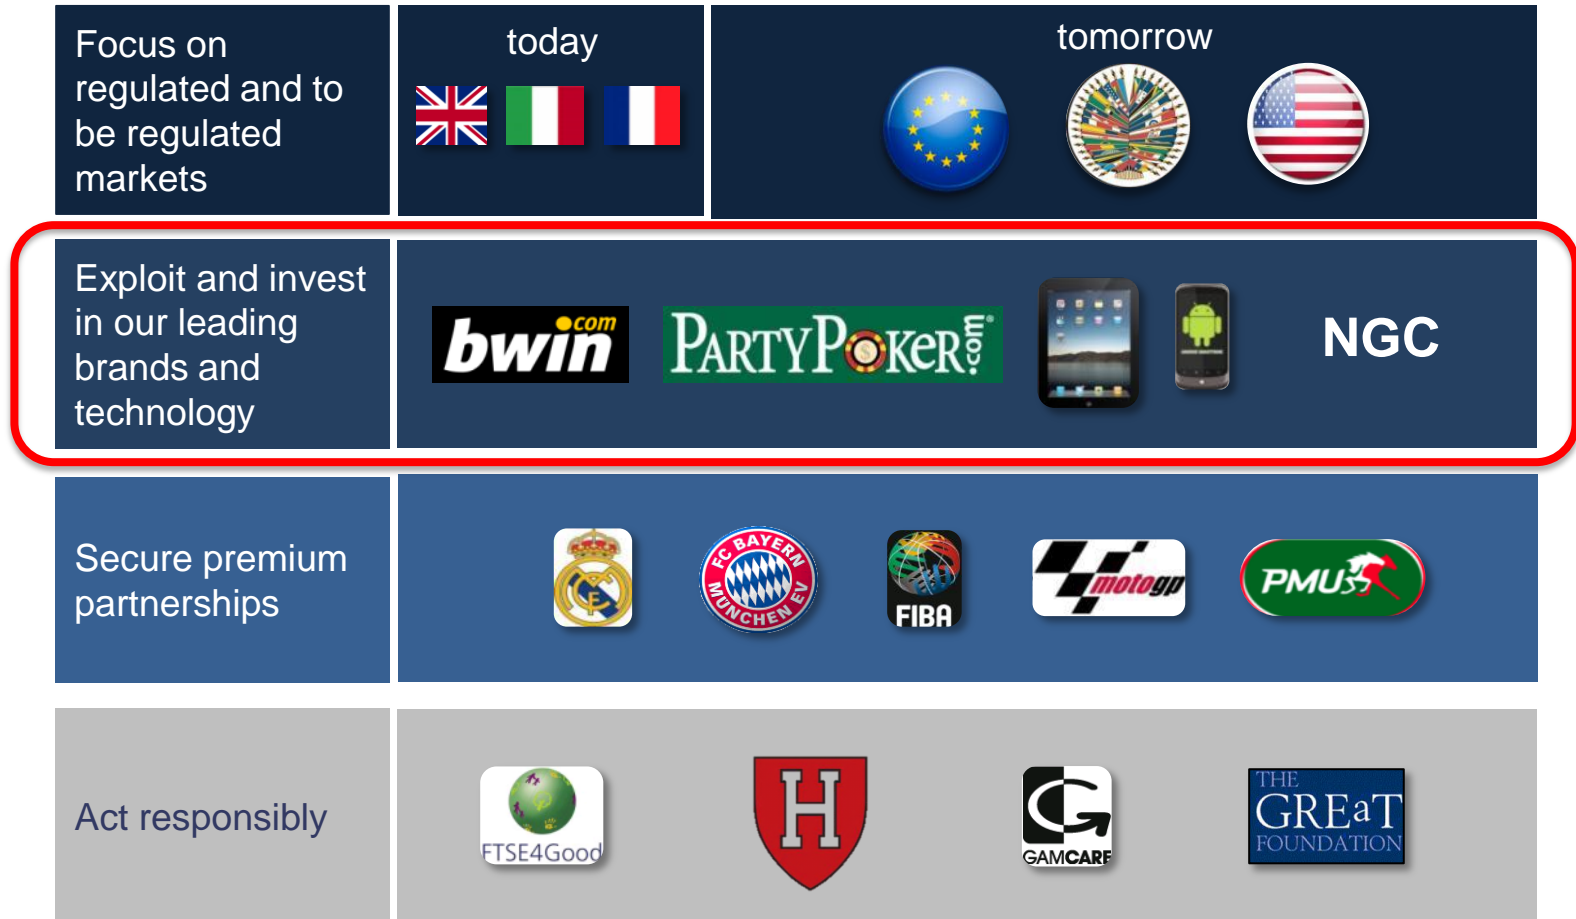 Focus on
regulated and to
be regulated
markets
today
tomorrow
Exploit and invest
in our leading
brands and
technology
bwin.com
PARTYPOKER.com
NGC
Secure premium
partnerships
FC BAYERN
MÜNCHEN EV
FIBA
motogp
PMU
Act responsibly
FTSE4Good
H
G
GAMCARE
THE
GREaT
FOUNDATION